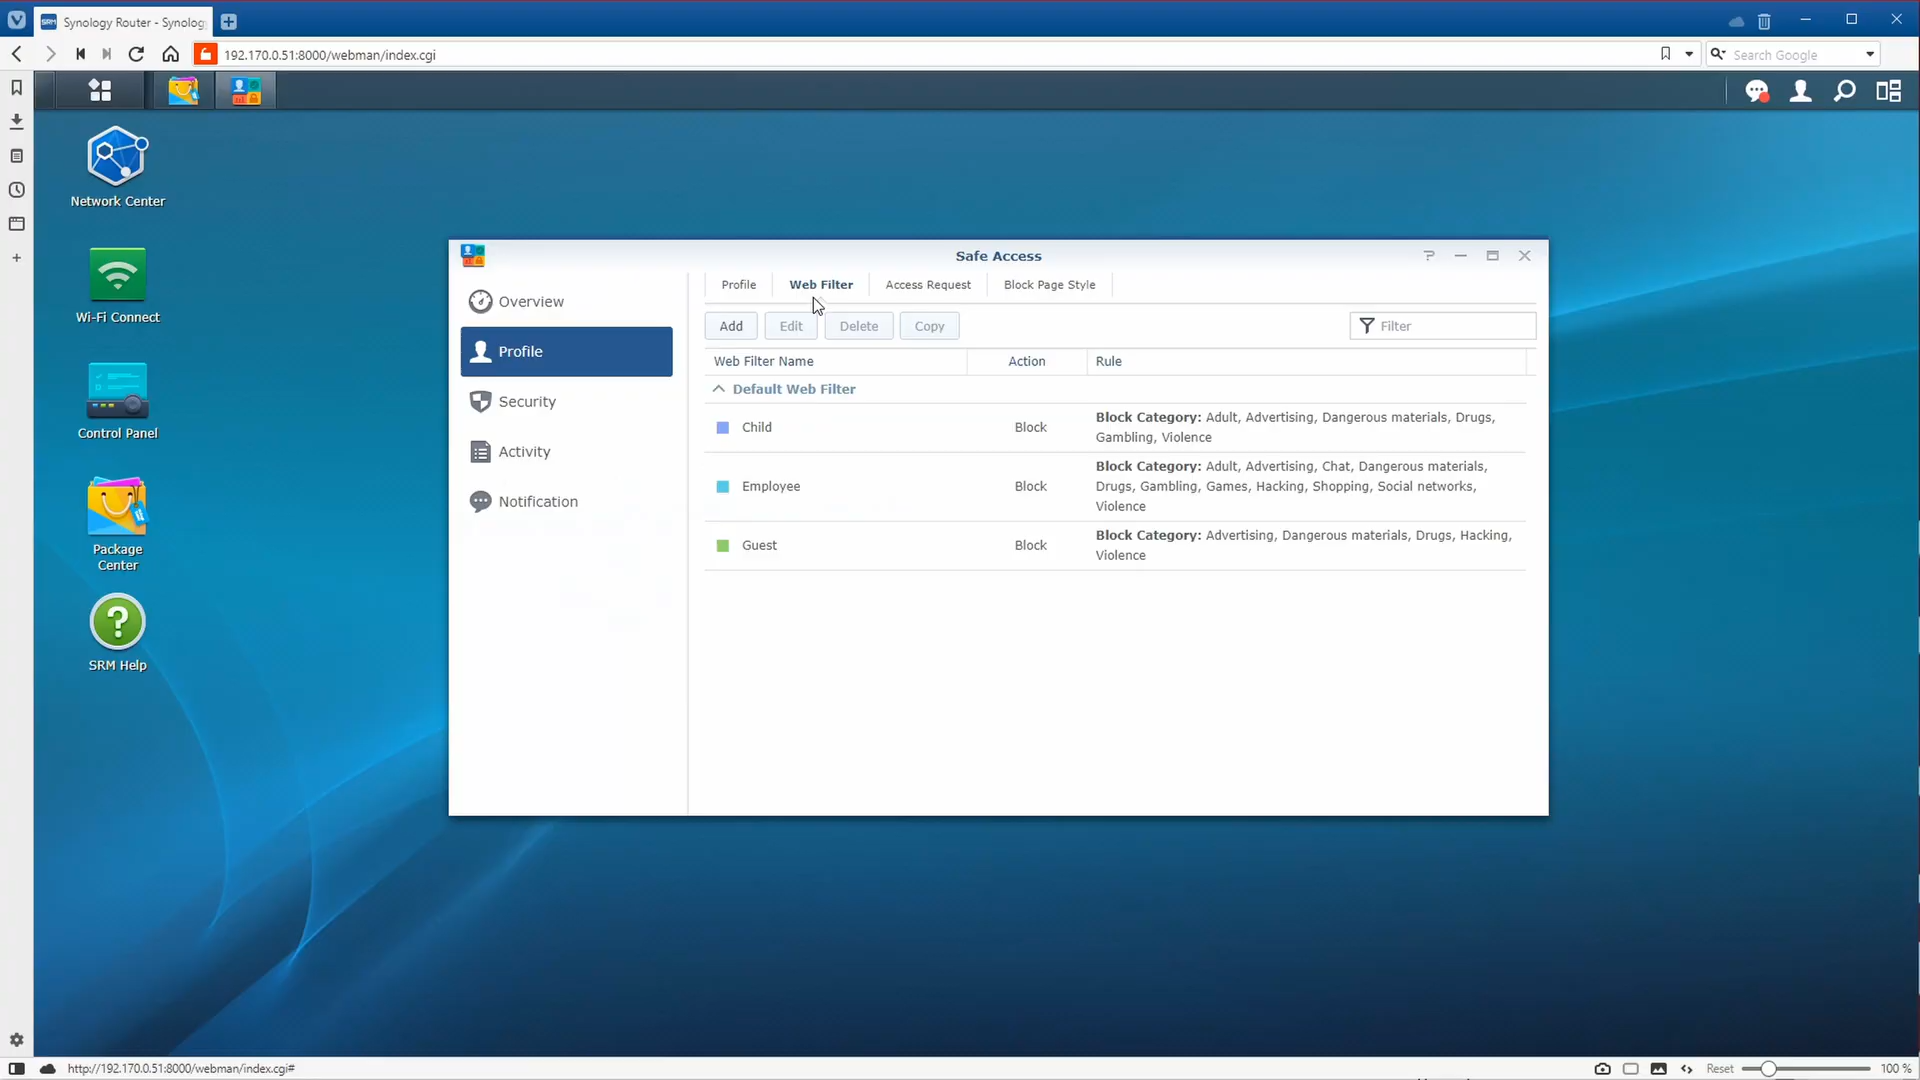 SRM Synology Router - Synology
192.170.0.51:8000/webman/index.cgi
Search Google
Network Center
Wi-Fi Connect
Control Panel
Package
Center
SRM Help
Safe Access
Overview
Profile
Security
Activity
Notification
Profile Web Filter Access Request Block Page Style
Add Edit Delete Copy Filter
Web Filter Name Action Rule
Default Web Filter
Child Block Block Category: Adult, Advertising, Dangerous materials, Drugs,
Gambling, Violence
Employee Block Block Category: Adult, Advertising, Chat, Dangerous materials,
Drugs, Gambling, Games, Hacking, Shopping, Social networks,
Violence
Guest Block Block Category: Advertising, Dangerous materials, Drugs, Hacking,
Violence
http://192.170.0.51:8000/webman/index.cgi#
Reset 100 %